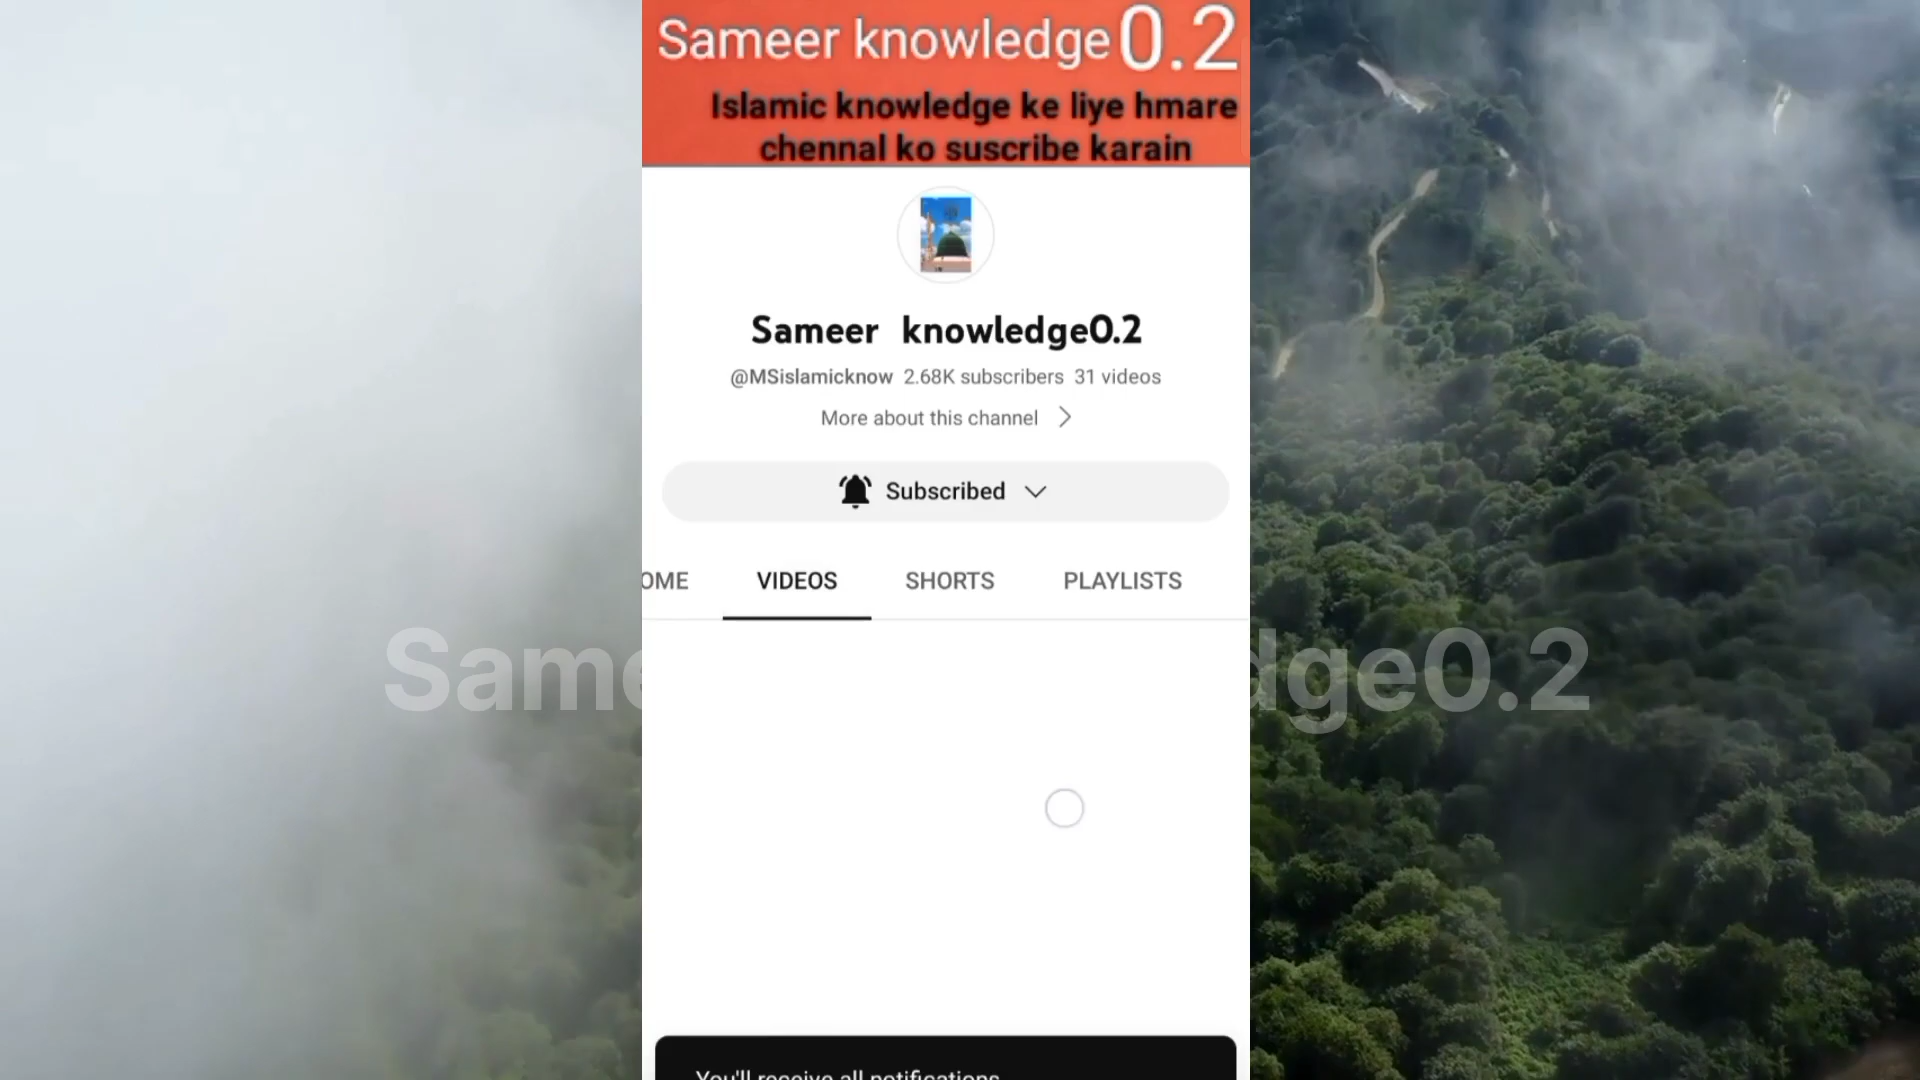 Sameer knowledge0.2
Islamic knowledge ke liye hmare
chennal ko suscribe karain
Sameer knowledge0.2
@MSislamicknow 2.68K subscribers 31 videos
More about this channel
Subscribed
OME VIDEOS SHORTS PLAYLISTS
Same dge0.2
You'll receive all notifications